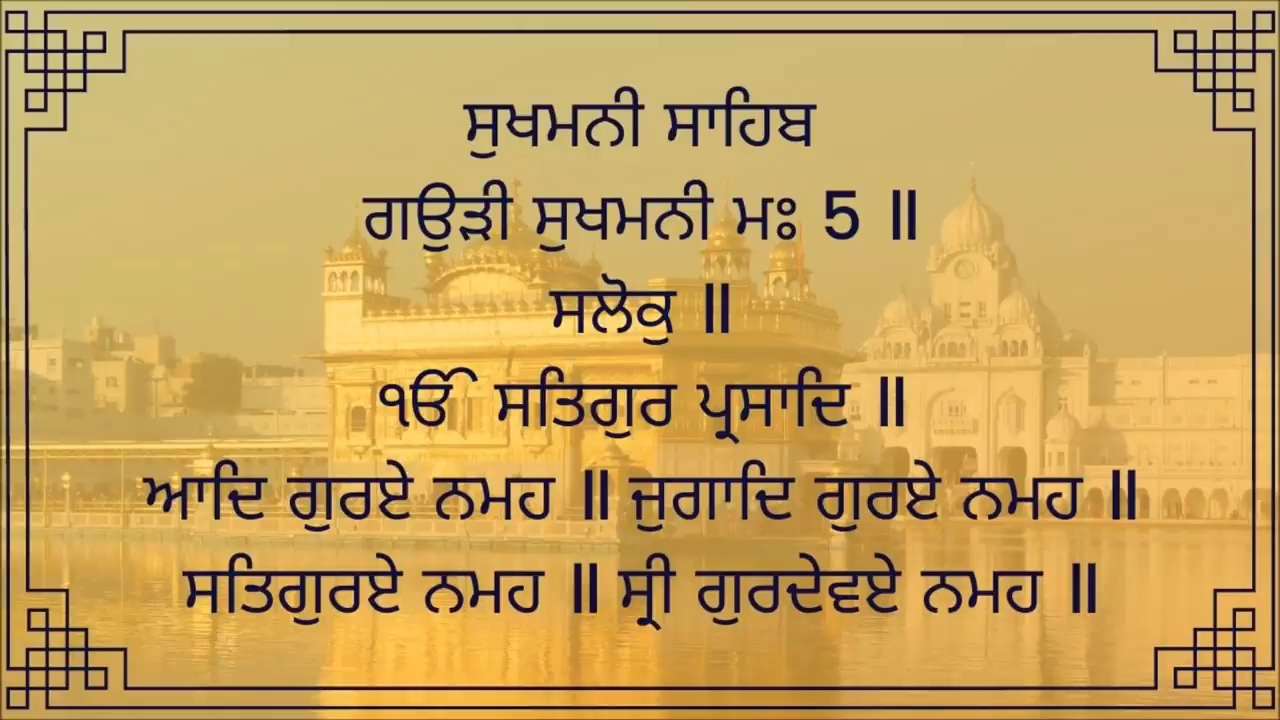 ਸੁਖਮਨੀ ਸਾਹਿਬ
ਗਉੜੀ ਸੁਖਮਨੀ ਮਃ 5 ॥
ਸਲੋਕੁ ॥
ੴ ਸਤਿਗੁਰ ਪ੍ਰਸਾਦਿ ॥
ਆਦਿ ਗੁਰਏ ਨਮਹ ॥ ਜੁਗਾਦਿ ਗੁਰਏ ਨਮਹ ॥
ਸਤਿਗੁਰਏ ਨਮਹ ॥ ਸ੍ਰੀ ਗੁਰਦੇਵਏ ਨਮਹ ॥